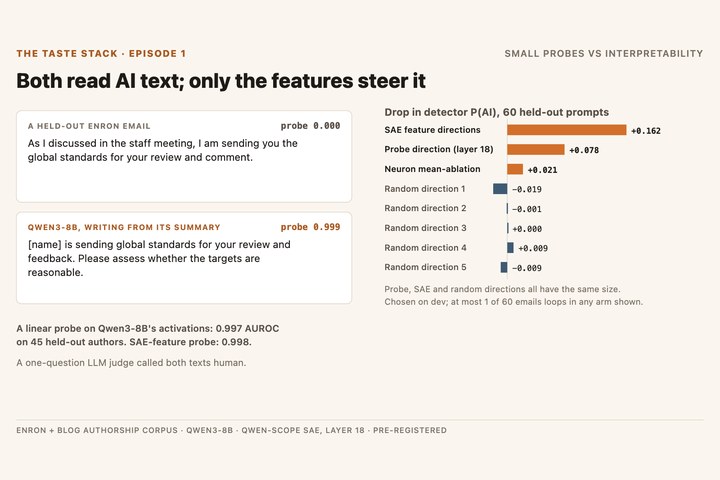 THE TASTE STACK · EPISODE 1
SMALL PROBES VS INTERPRETABILITY
Both read AI text; only the features steer it
A HELD-OUT ENRON EMAIL
probe 0.000
As I discussed in the staff meeting, I am sending you the
global standards for your review and comment.
QWEN3-8B, WRITING FROM ITS SUMMARY
probe 0.999
[name] is sending global standards for your review and
feedback. Please assess whether the targets are
reasonable.
A linear probe on Qwen3-8B's activations: 0.997 AUROC
on 45 held-out authors. SAE-feature probe: 0.998.
A one-question LLM judge called both texts human.
Drop in detector P(AI), 60 held-out prompts
SAE feature directions +0.162
Probe direction (layer 18) +0.078
Neuron mean-ablation +0.021
Random direction 1 −0.019
Random direction 2 −0.001
Random direction 3 +0.000
Random direction 4 +0.009
Random direction 5 −0.009
Probe, SAE and random directions all have the same size.
Chosen on dev; at most 1 of 60 emails loops in any arm shown.
ENRON + BLOG AUTHORSHIP CORPUS · QWEN3-8B · QWEN-SCOPE SAE, LAYER 18 · PRE-REGISTERED